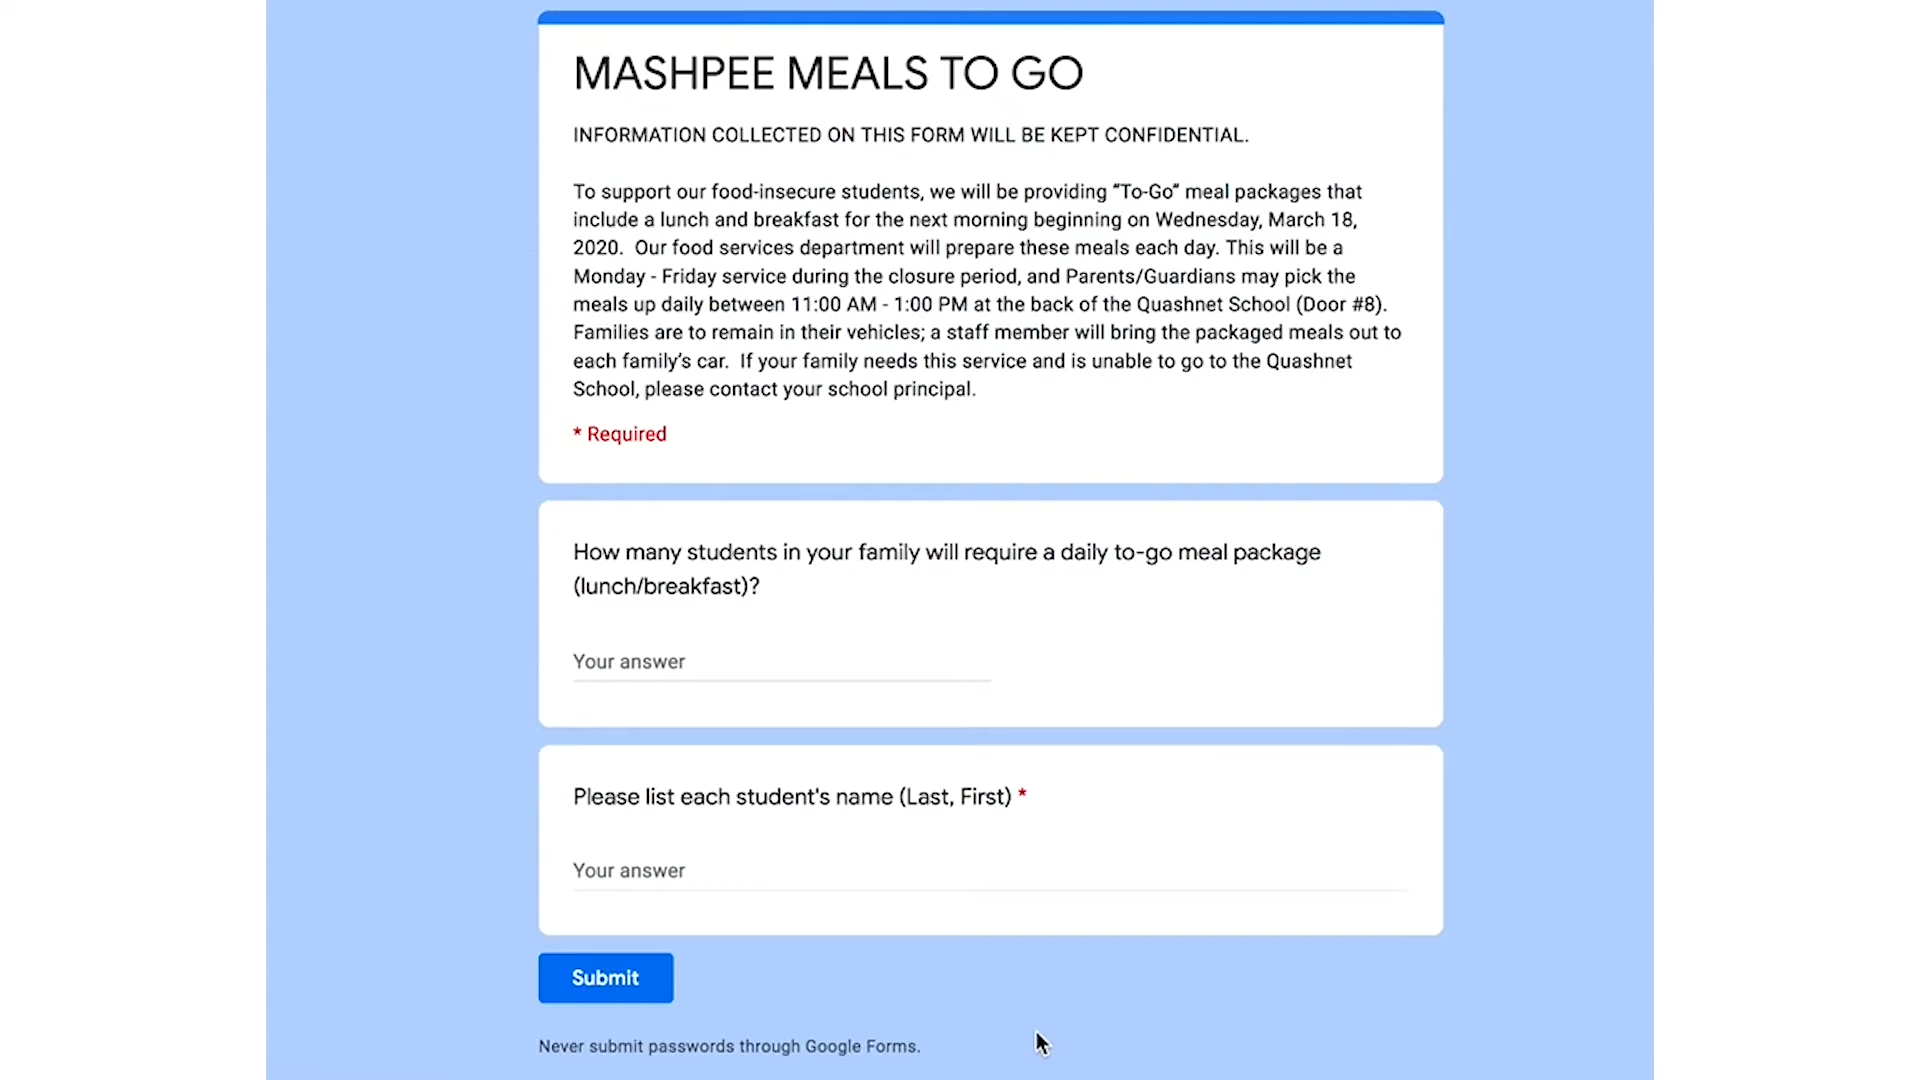 MASHPEE MEALS TO GO
INFORMATION COLLECTED ON THIS FORM WILL BE KEPT CONFIDENTIAL.
To support our food-insecure students, we will be providing “To-Go” meal packages that
include a lunch and breakfast for the next morning beginning on Wednesday, March 18,
2020.  Our food services department will prepare these meals each day. This will be a
Monday - Friday service during the closure period, and Parents/Guardians may pick the
meals up daily between 11:00 AM - 1:00 PM at the back of the Quashnet School (Door #8).
Families are to remain in their vehicles; a staff member will bring the packaged meals out to
each family’s car.  If your family needs this service and is unable to go to the Quashnet
School, please contact your school principal.
* Required
How many students in your family will require a daily to-go meal package
(lunch/breakfast)?
Your answer
Please list each student's name (Last, First) *
Your answer
Submit
Never submit passwords through Google Forms.